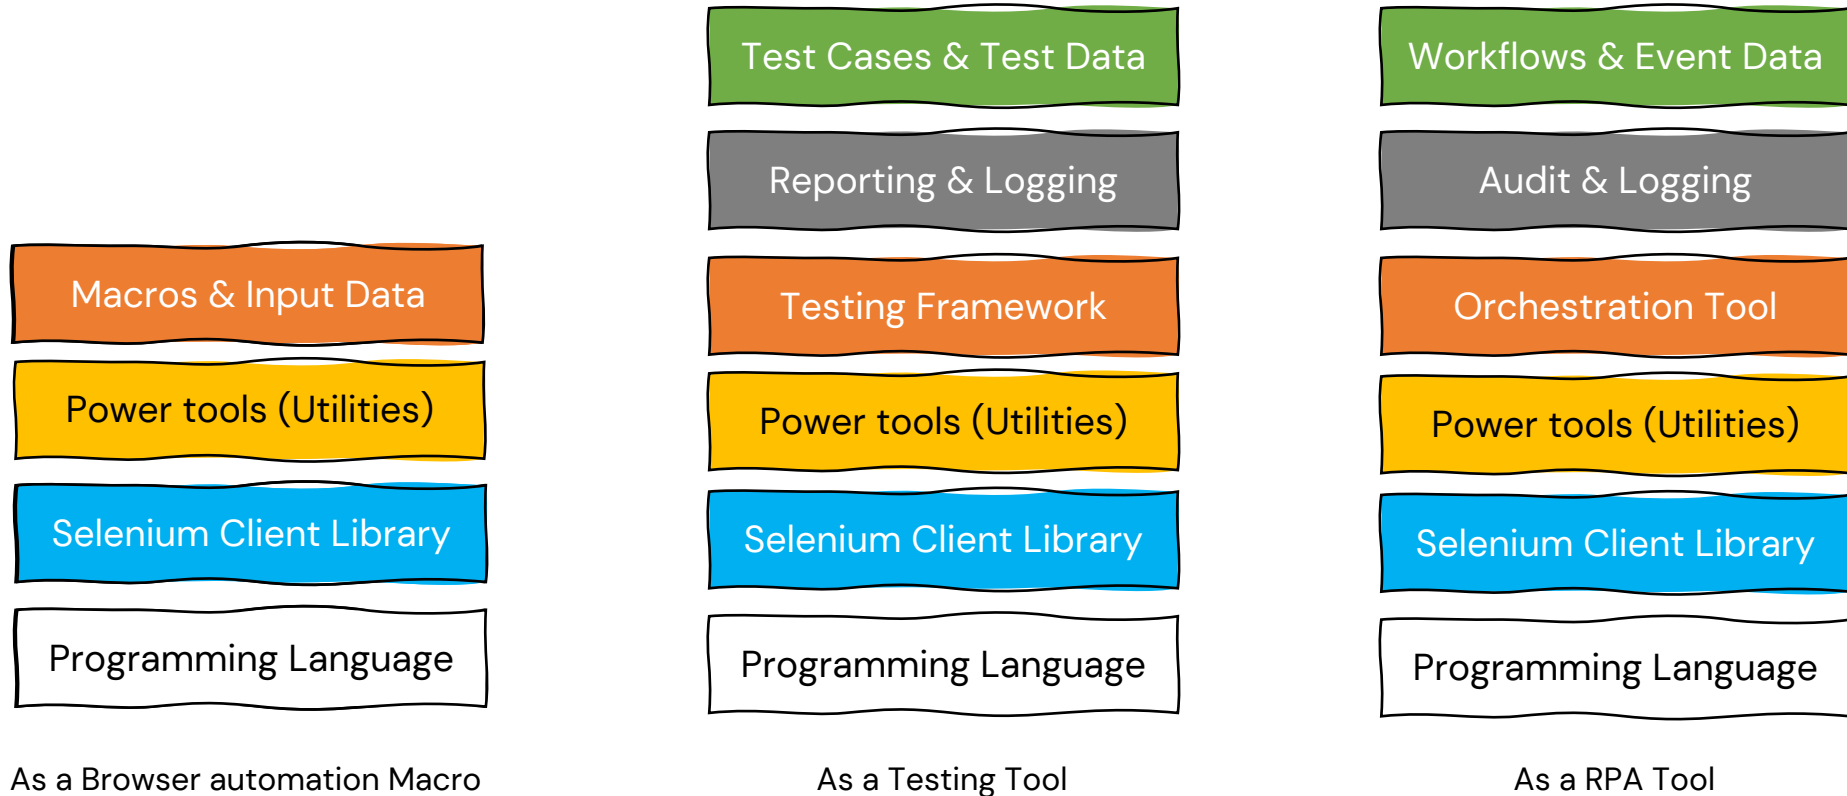 Macros & Input Data
Power tools (Utilities)
Selenium Client Library
Programming Language
As a Browser automation Macro
Test Cases & Test Data
Reporting & Logging
Testing Framework
Power tools (Utilities)
Selenium Client Library
Programming Language
As a Testing Tool
Workflows & Event Data
Audit & Logging
Orchestration Tool
Power tools (Utilities)
Selenium Client Library
Programming Language
As a RPA Tool